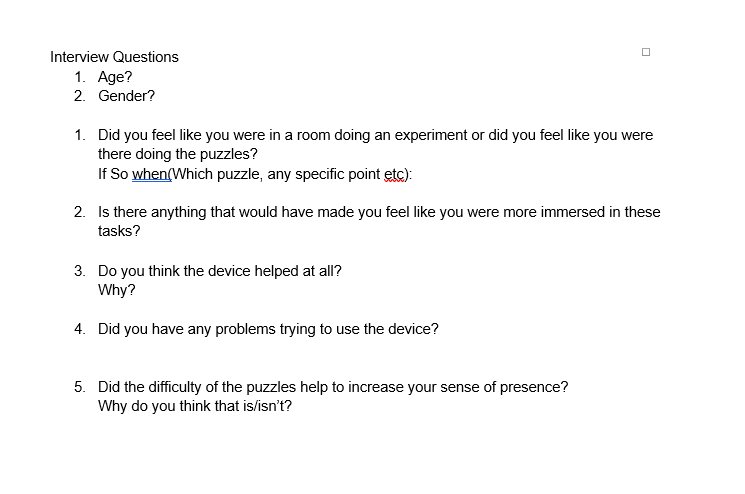 Interview Questions
1. Age?
2. Gender?
1. Did you feel like you were in a room doing an experiment or did you feel like you were
there doing the puzzles?
If So when(Which puzzle, any specific point etc):
2. Is there anything that would have made you feel like you were more immersed in these
tasks?
3. Do you think the device helped at all?
Why?
4. Did you have any problems trying to use the device?
5. Did the difficulty of the puzzles help to increase your sense of presence?
Why do you think that is/isn't?